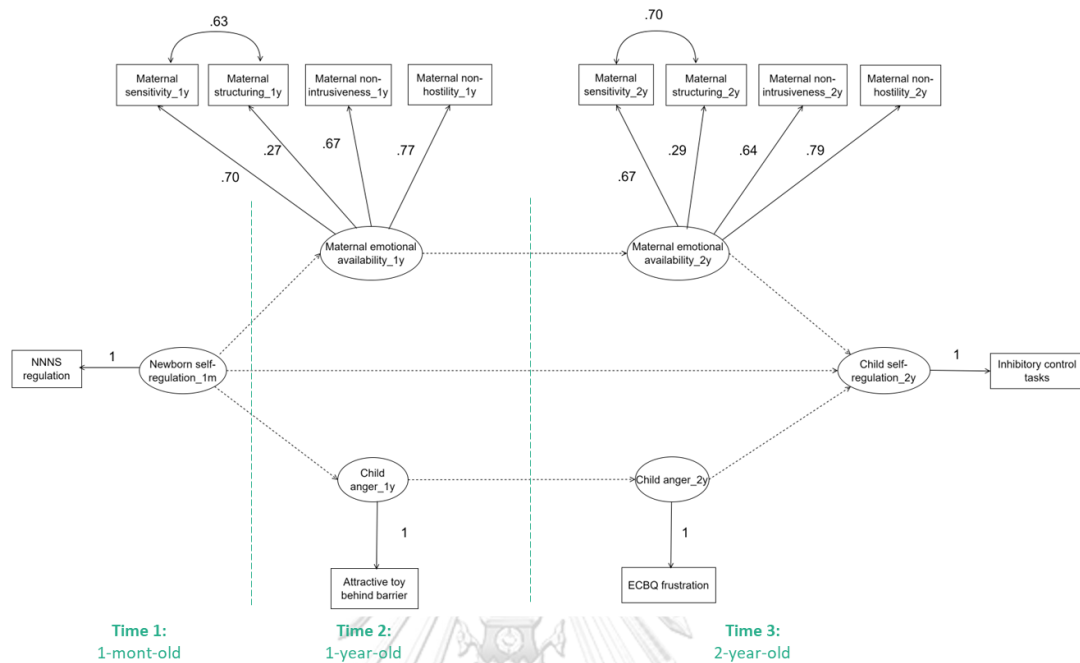 .63
.70
Maternal
sensitivity_1y
Maternal
structuring_1y
Maternal non-
intrusiveness_1y
Maternal non-
hostility_1y
Maternal
sensitivity_2y
Maternal
structuring_2y
Maternal non-
intrusiveness_2y
Maternal non-
hostility_2y
.70
.27
.67
.77
.67
.29
.64
.79
Maternal emotional
availability_1y
Maternal emotional
availability_2y
NNNS
regulation
1
Newborn self-
regulation_1m
Child self-
regulation_2y
1
Inhibitory control
tasks
Child
anger_1y
Child anger_2y
1
1
Attractive toy
behind barrier
ECBQ frustration
Time 1:
1-mont-old
Time 2:
1-year-old
Time 3:
2-year-old